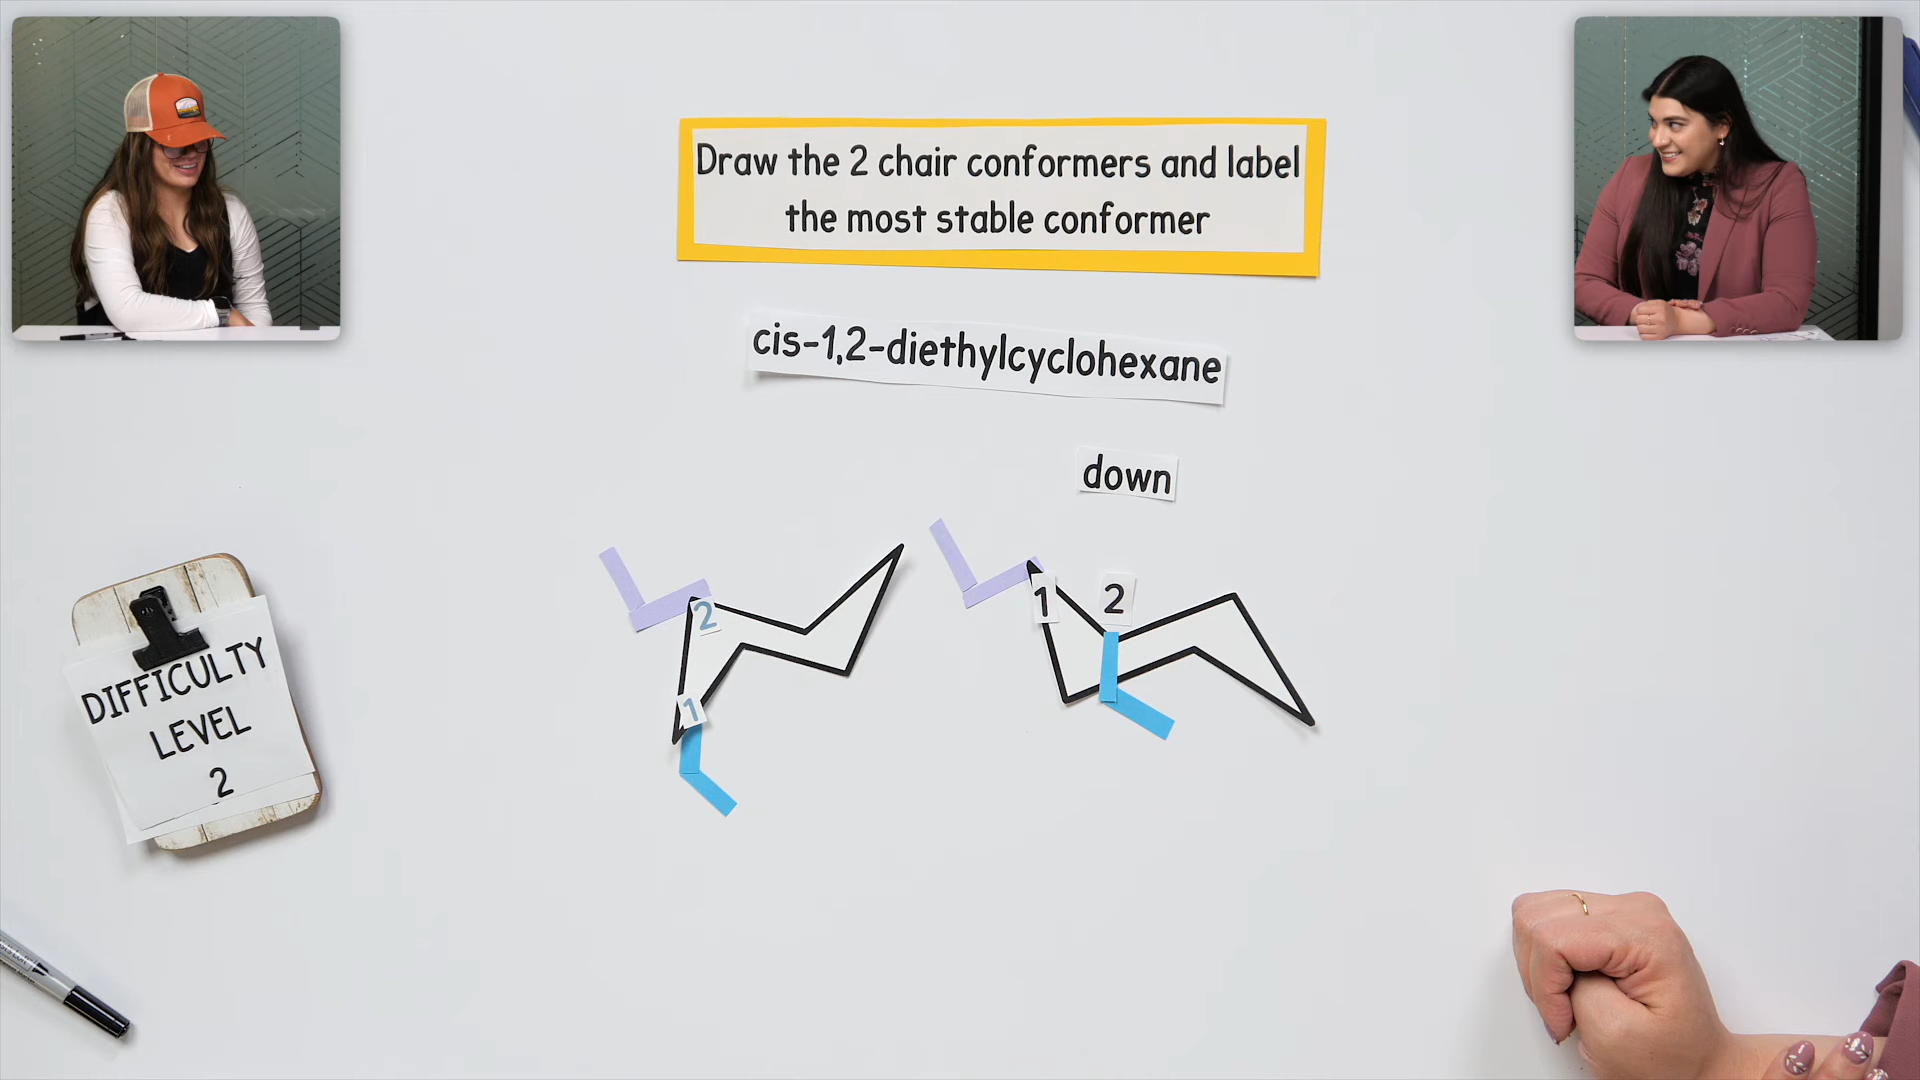 Draw the 2 chair conformers and label
the most stable conformer
cis-1,2-diethylcyclohexane
down
2
1
1
2
DIFFICULTY
LEVEL
2